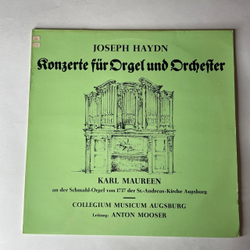 JOSEPH HAYDN
Konzerte für Orgel und Orchester
KARL MAUREEN
an der Schmahl-Orgel von 1737 der St.-Andreas-Kirche Augsburg
COLLEGIUM MUSICUM AUGSBURG
Leitung: ANTON MOOSER